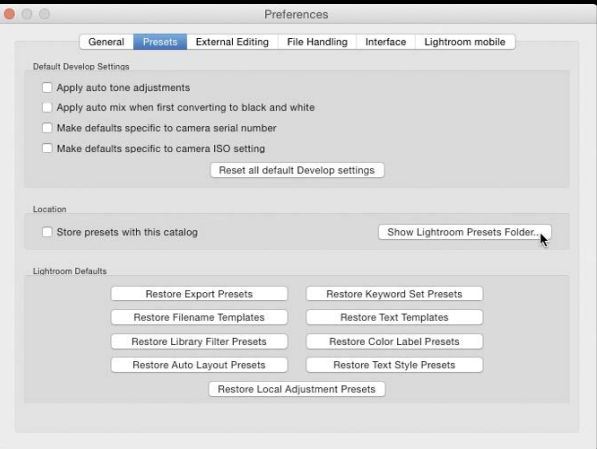 Preferences
General Presets External Editing File Handling Interface Lightroom mobile
Default Develop Settings
Apply auto tone adjustments
Apply auto mix when first converting to black and white
Make defaults specific to camera serial number
Make defaults specific to camera ISO setting
Reset all default Develop settings
Location
Store presets with this catalog Show Lightroom Presets Folder...
Lightroom Defaults
Restore Export Presets Restore Keyword Set Presets
Restore Filename Templates Restore Text Templates
Restore Library Filter Presets Restore Color Label Presets
Restore Auto Layout Presets Restore Text Style Presets
Restore Local Adjustment Presets